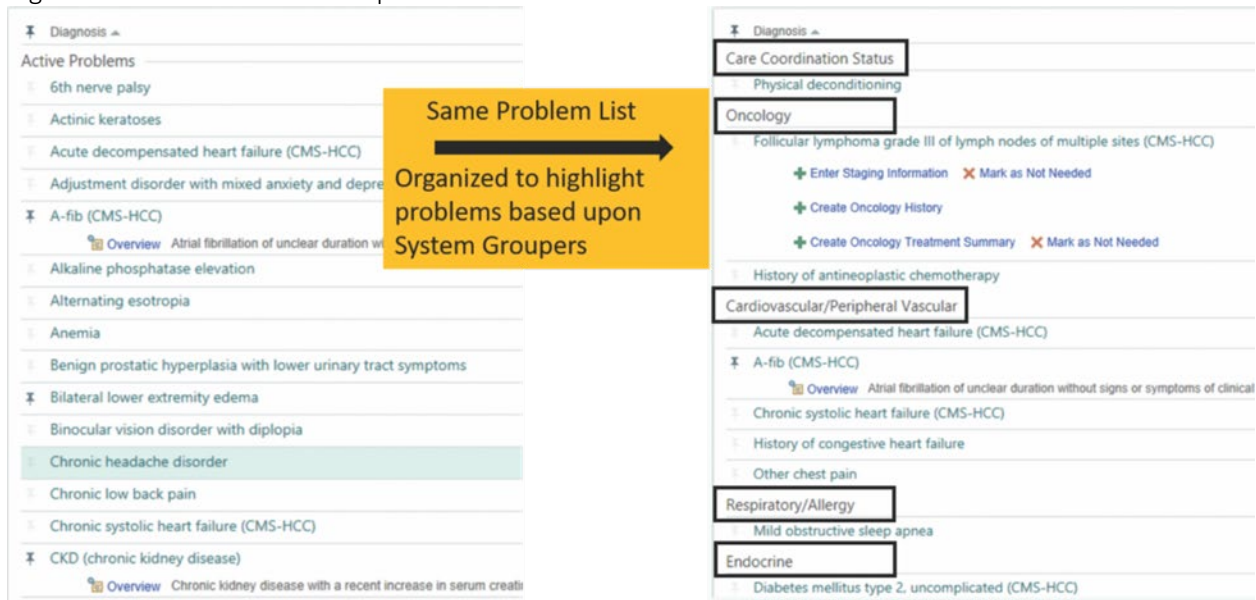 Diagnosis
Active Problems
6th nerve palsy
Actinic keratoses
Acute decompensated heart failure (CMS-HCC)
Adjustment disorder with mixed anxiety and depre
A-fib (CMS-HCC)
Overview Atrial fibrillation of unclear duration wi
Alkaline phosphatase elevation
Alternating esotropia
Anemia
Benign prostatic hyperplasia with lower urinary tract symptoms
Bilateral lower extremity edema
Binocular vision disorder with diplopia
Chronic headache disorder
Chronic low back pain
Chronic systolic heart failure (CMS-HCC)
CKD (chronic kidney disease)
Overview Chronic kidney disease with a recent increase in serum creati
Same Problem List
Organized to highlight
problems based upon
System Groupers
Diagnosis
Care Coordination Status
Physical deconditioning
Oncology
Follicular lymphoma grade III of lymph nodes of multiple sites (CMS-HCC)
Enter Staging Information Mark as Not Needed
Create Oncology History
Create Oncology Treatment Summary Mark as Not Needed
History of antineoplastic chemotherapy
Cardiovascular/Peripheral Vascular
Acute decompensated heart failure (CMS-HCC)
A-fib (CMS-HCC)
Overview Atrial fibrillation of unclear duration without signs or symptoms of clinical
Chronic systolic heart failure (CMS-HCC)
History of congestive heart failure
Other chest pain
Respiratory/Allergy
Mild obstructive sleep apnea
Endocrine
Diabetes mellitus type 2, uncomplicated (CMS-HCC)